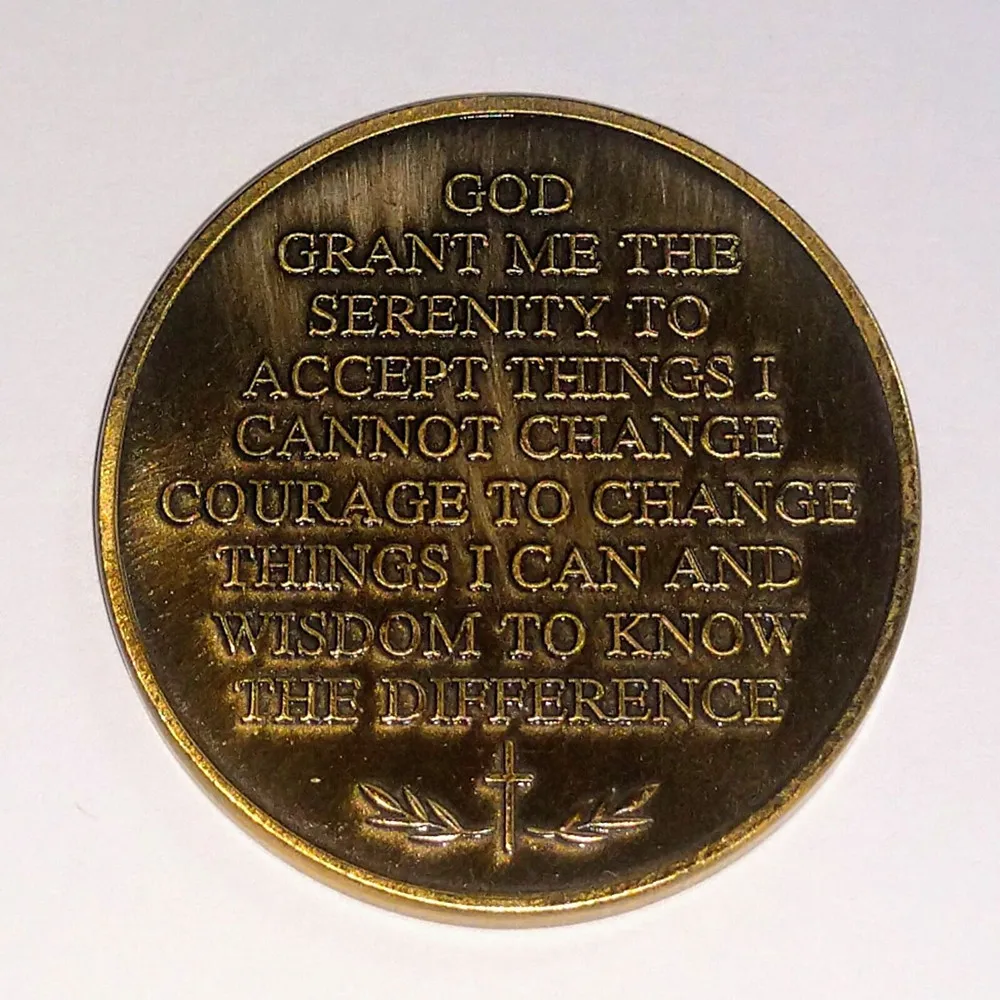 GOD
GRANT ME THE
SERENITY TO
ACCEPT THINGS I
CANNOT CHANGE
COURAGE TO CHANGE
THINGS I CAN AND
WISDOM TO KNOW
THE DIFFERENCE